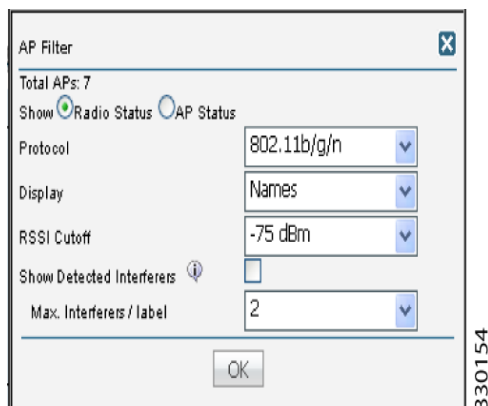 AP Filter
Total APs: 7
Show Radio Status AP Status
Protocol 802.11b/g/n
Display Names
RSSI Cutoff -75 dBm
Show Detected Interferers
Max. Interferers / label 2
OK
330154